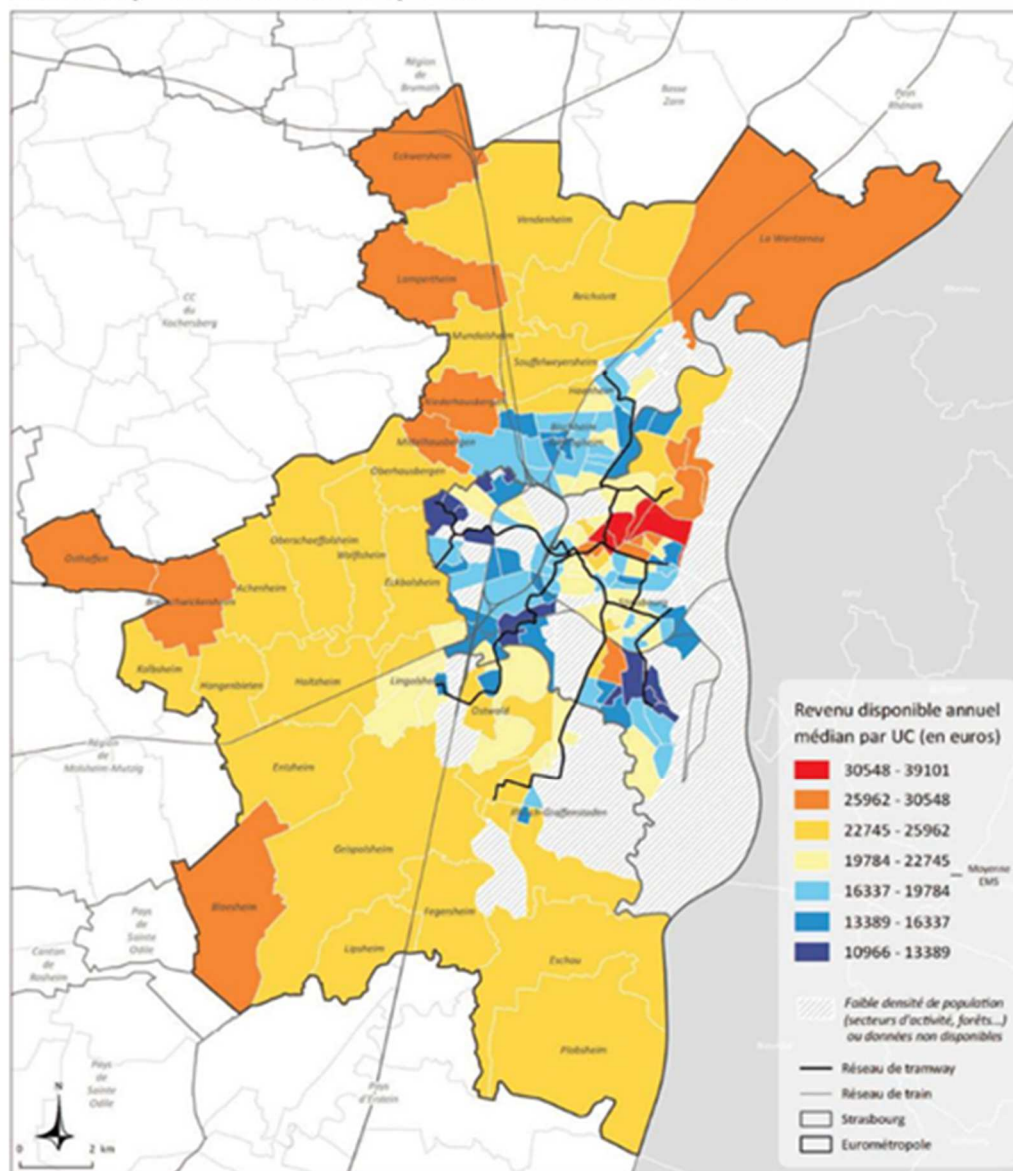 Région
de
Brumath
Basse
Zorn
Pays
Rhénan
Eckwersheim
Vendenheim
La Wantzenau
Lampertheim
Reichstett
CC
du
Kochersberg
Mundolsheim
Souffelweyersheim
Hoenheim
Niederhausbergen
Bischheim
Mittelhausbergen
Oberhausbergen
Osthoffen
Oberschaeffolsheim
Wolfisheim
Achenheim
Eckbolsheim
Breuschwickersheim
Strasbourg
Kolbsheim
Hangenbieten
Holtzheim
Lingolsheim
Ostwald
Région
de
Molsheim-Mutzig
Entzheim
Illkirch-Graffenstaden
Geispolsheim
Blaesheim
Pays
de
Sainte
Odile
Canton
de
Rosheim
Fegersheim
Lipsheim
Eschau
Plobsheim
Pays
de
Sainte
Odile
Pays
d'Erstein
N
0 2 km
Revenu disponible annuel
médian par UC (en euros)
30548 - 39101
25962 - 30548
22745 - 25962
19784 - 22745
Moyenne
EMS
16337 - 19784
13389 - 16337
10966 - 13389
Faible densité de population
(secteurs d'activité, forêts...)
ou données non disponibles
Réseau de tramway
Réseau de train
Strasbourg
Eurométropole